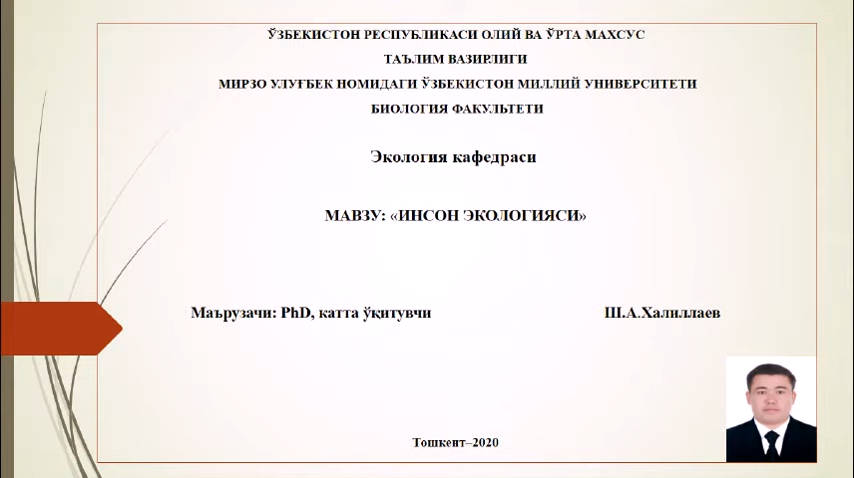 ЎЗБЕКИСТОН РЕСПУБЛИКАСИ ОЛИЙ ВА ЎРТА МАХСУС
ТАЪЛИМ ВАЗИРЛИГИ
МИРЗО УЛУҒБЕК НОМИДАГИ ЎЗБЕКИСТОН МИЛЛИЙ УНИВЕРСИТЕТИ
БИОЛОГИЯ ФАКУЛЬТЕТИ
Экология кафедраси
МАВЗУ: «ИНСОН ЭКОЛОГИЯСИ»
Маърузачи: PhD, катта ўқитувчи Ш.А.Халиллаев
Тошкент–2020